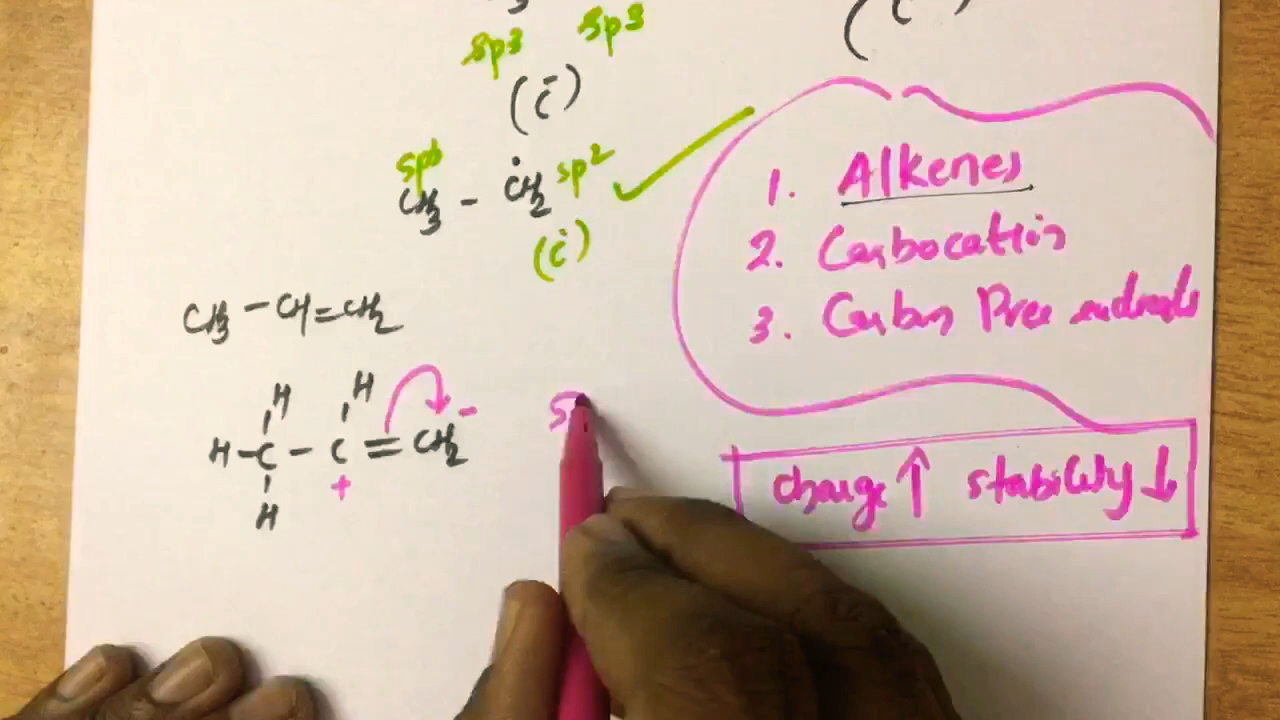 sp3 sp3
(C̄)
sp3 sp2
CH3 - ĊH2
(Ċ)
1. Alkenes
2. Carbocation
3. Carbon Free radicals
CH3 - CH = CH2
H H
H - C - C = CH2 -
+
H
charge ↑ stability ↓